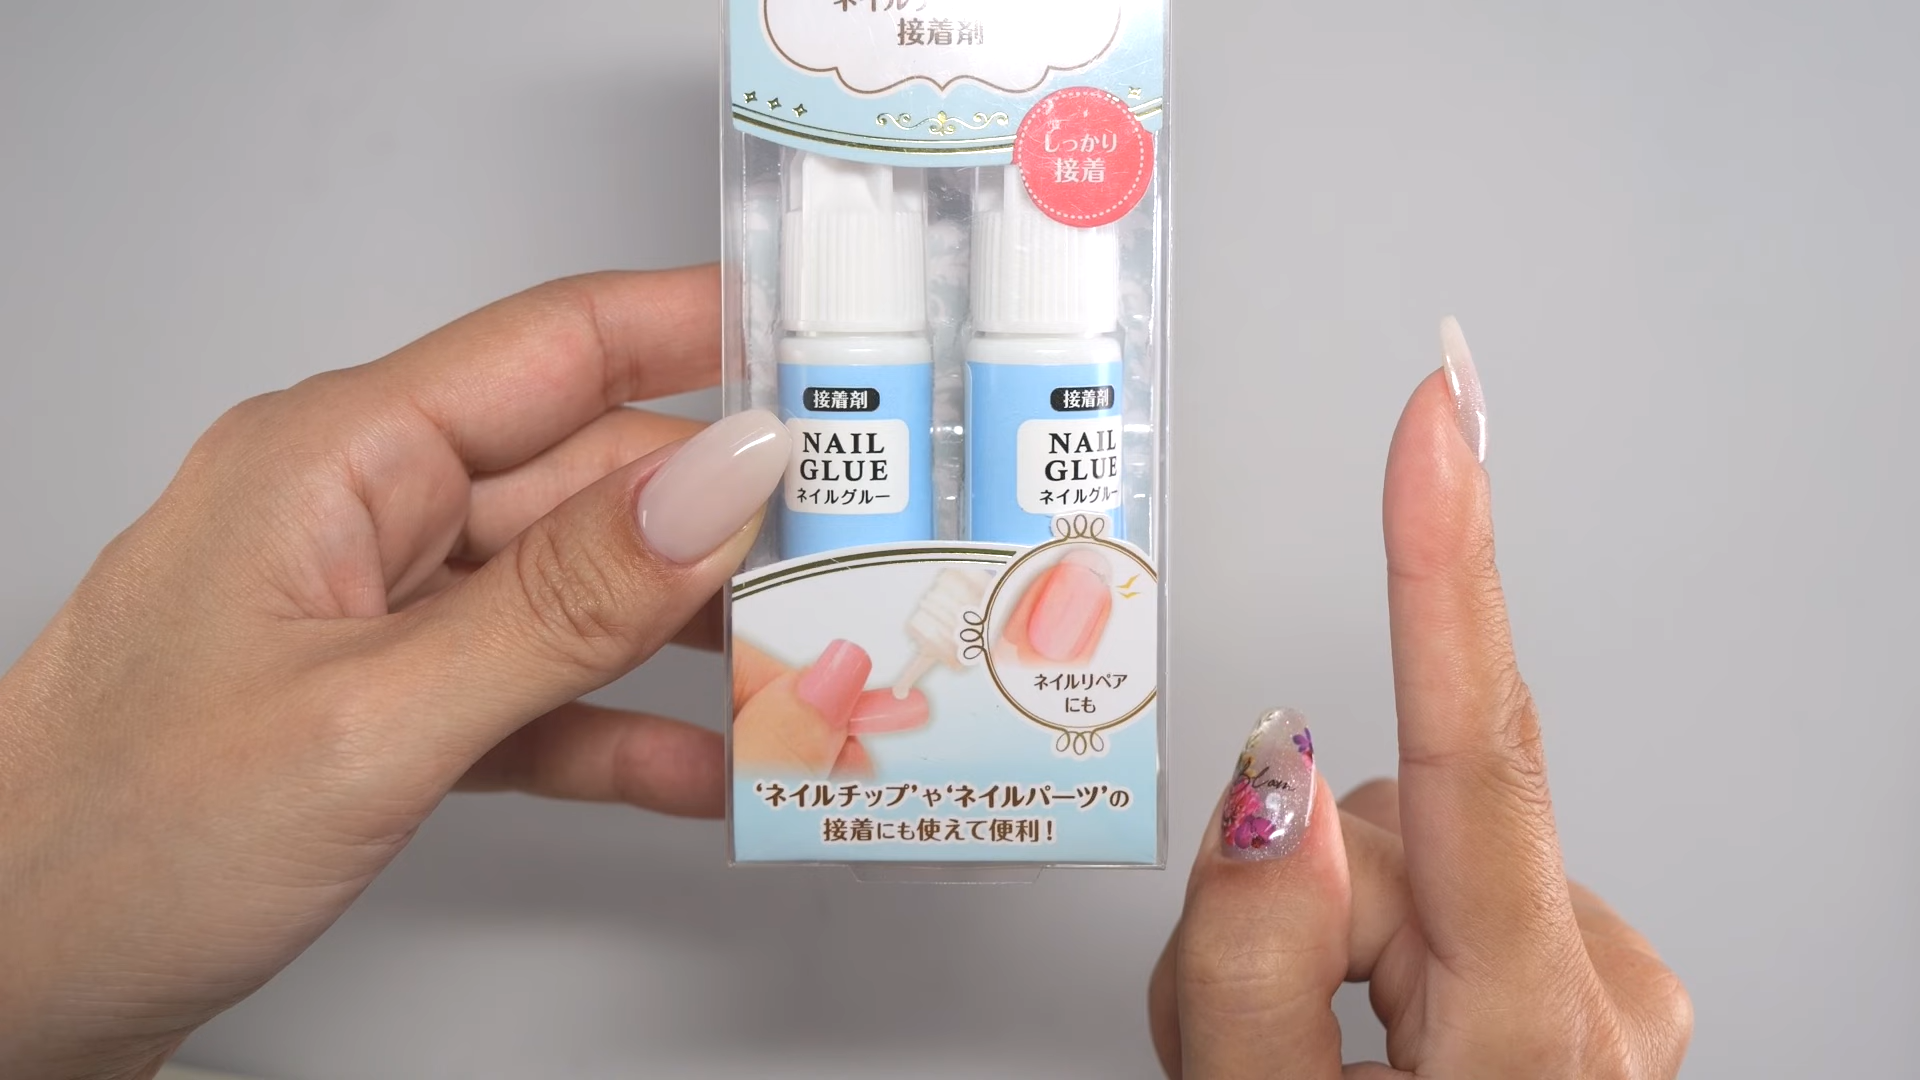 接着剤
しっかり
接着
接着剤
NAIL
GLUE
ネイルグルー
接着剤
NAIL
GLUE
ネイルグルー
ネイルリペア
にも
'ネイルチップ'や'ネイルパーツ'の
接着にも使えて便利！